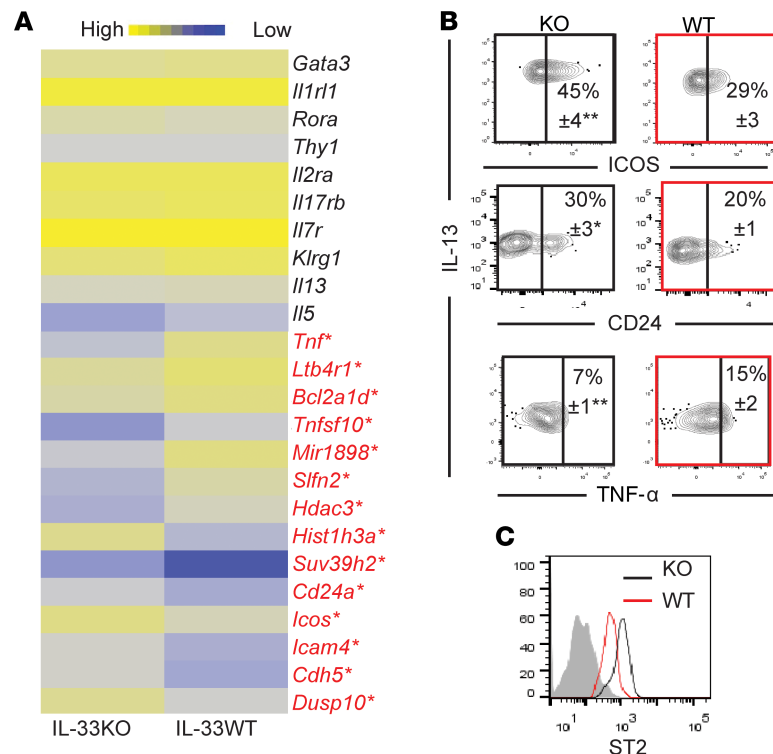 A
High Low
Gata3
Il1rl1
Rora
Thy1
Il2ra
Il17rb
Il7r
Klrg1
Il13
Il5
Tnf*
Ltb4r1*
Bcl2a1d*
Tnfsf10*
Mir1898*
Slfn2*
Hdac3*
Hist1h3a*
Suv39h2*
Cd24a*
Icos*
Icam4*
Cdh5*
Dusp10*
IL-33KO IL-33WT
B
KO WT
45%
±4**
29%
±3
ICOS
30%
±3*
20%
±1
CD24
7%
±1**
15%
±2
TNF-α
IL-13
C
100
80
60
40
20
0
KO
WT
10¹ 10³ 10⁵
ST2